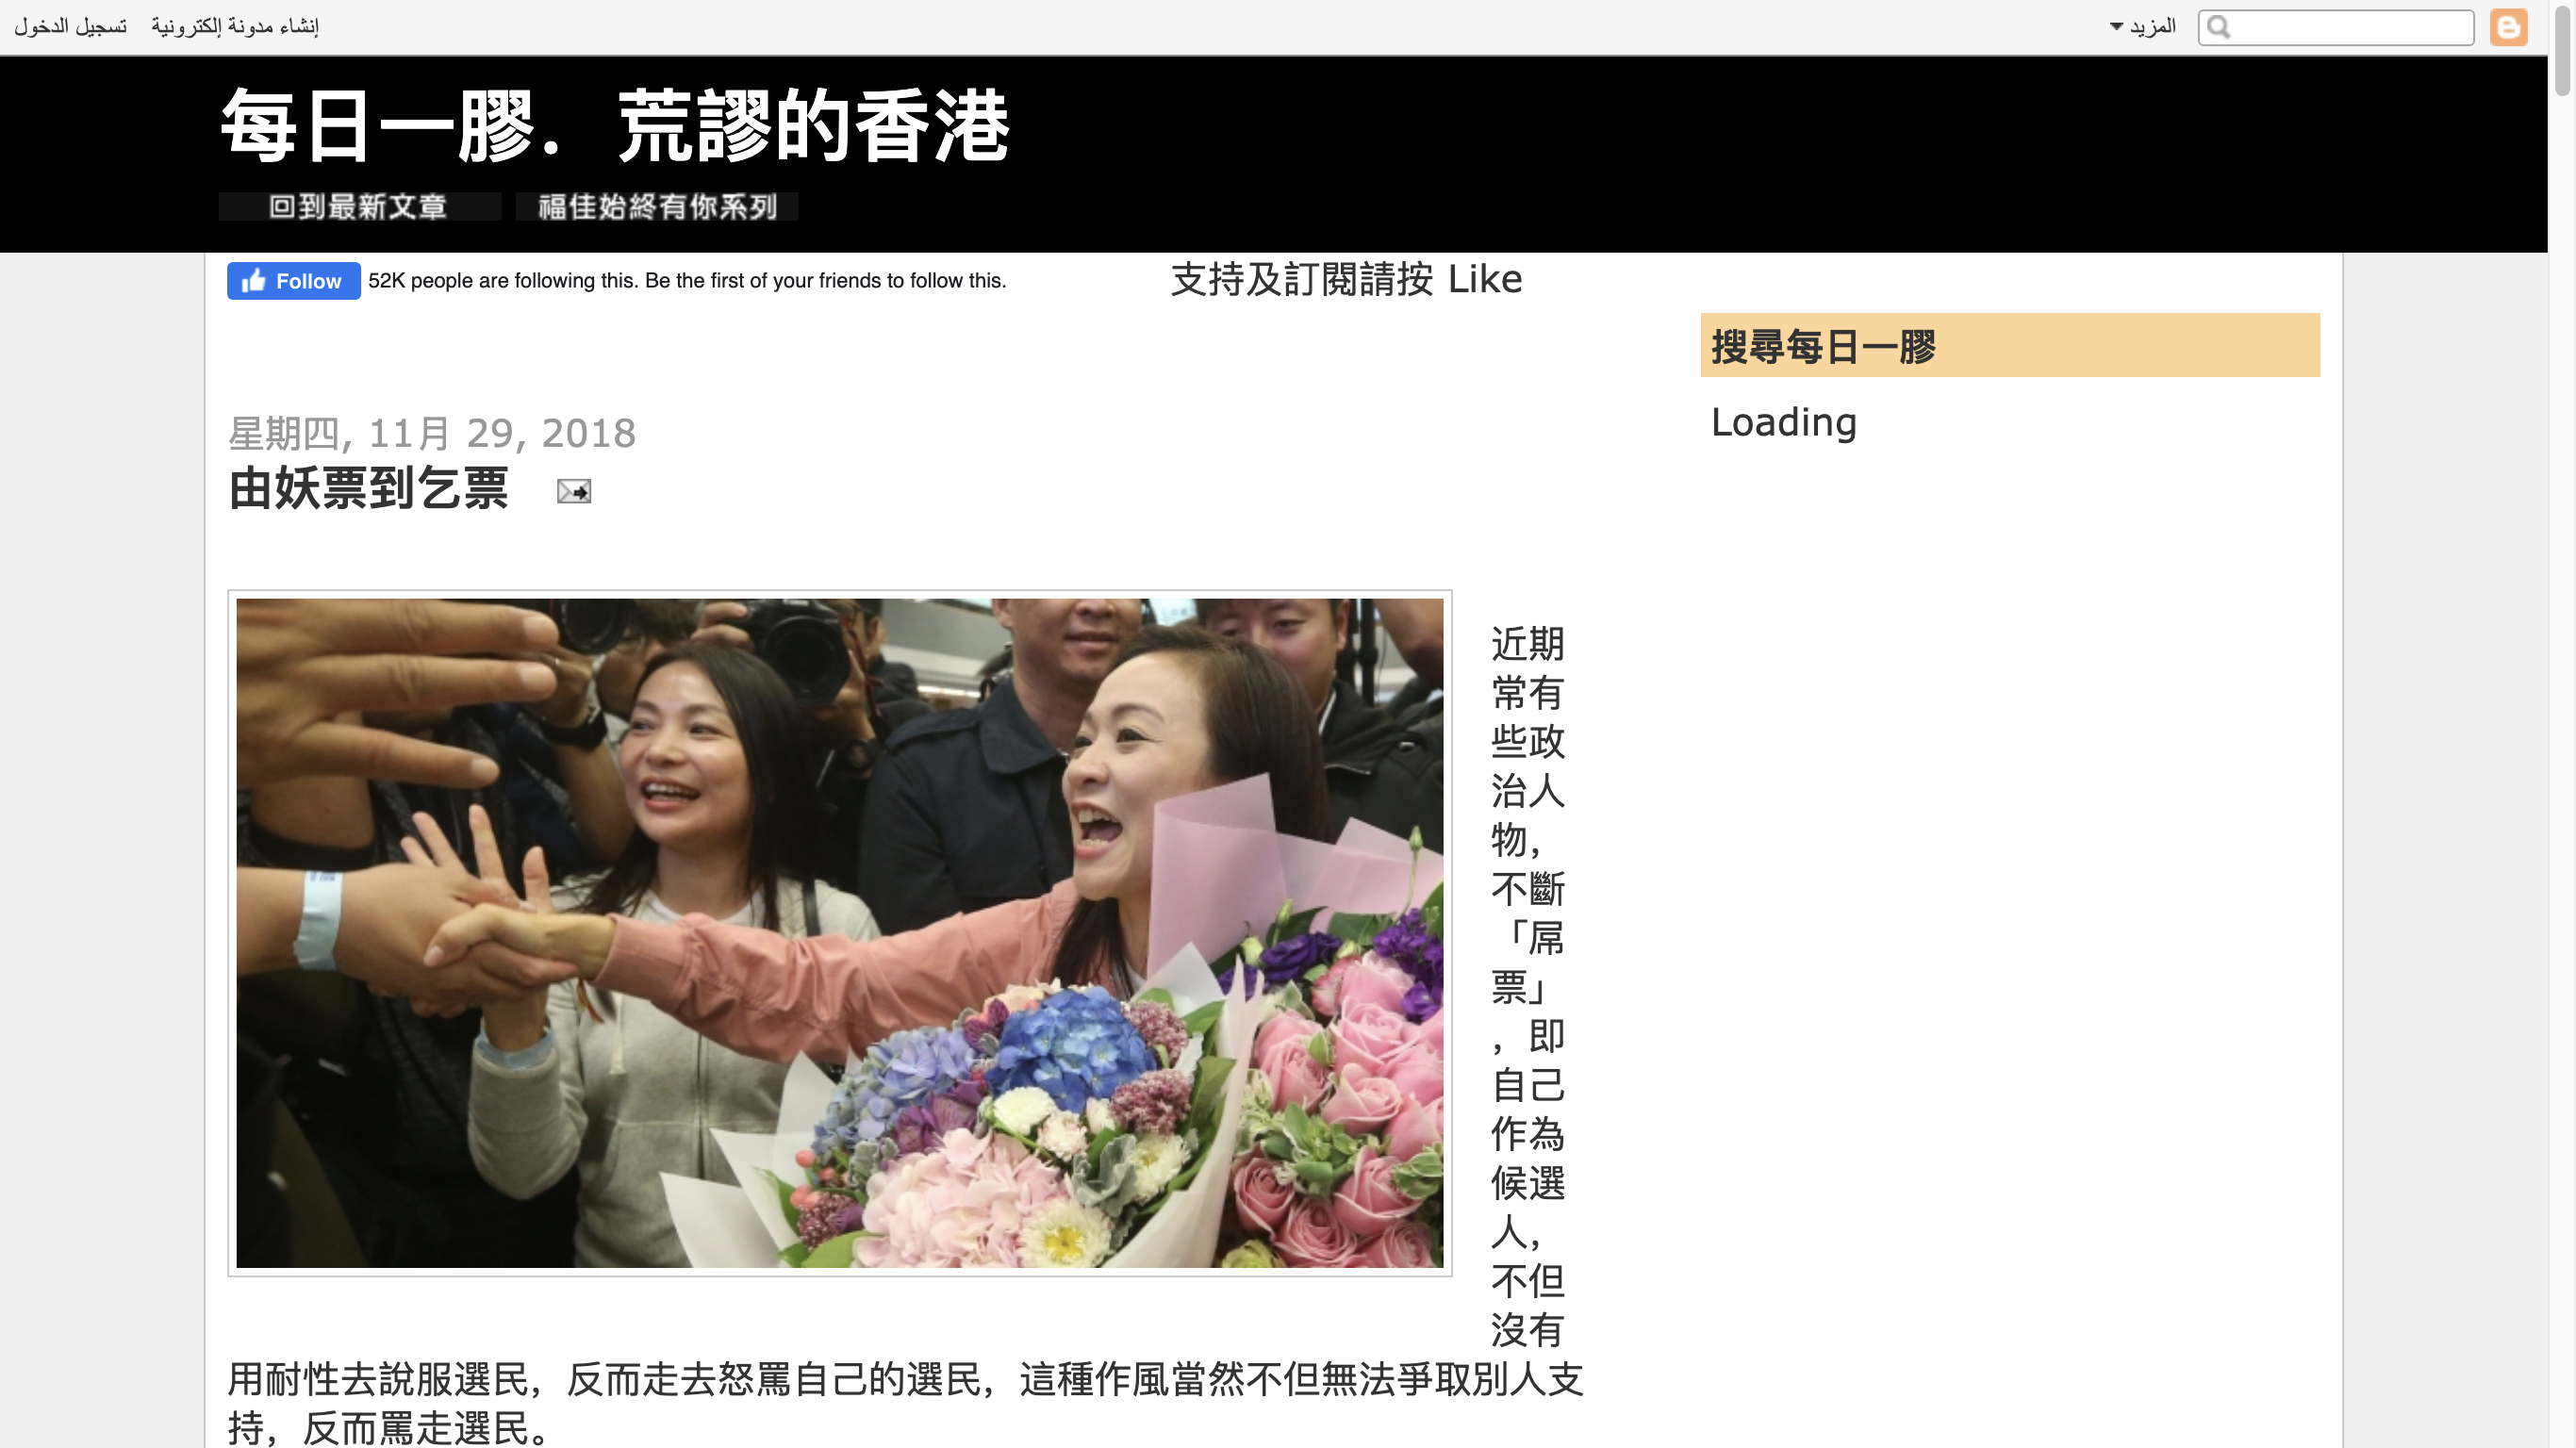 تسجيل الدخول
إنشاء مدونة إلكترونية
المزيد
每日一膠．荒謬的香港
回到最新文章
福佳始終有你系列
Follow
52K people are following this. Be the first of your friends to follow this.
支持及訂閱請按 Like
搜尋每日一膠
Loading
星期四, 11月 29, 2018
由妖票到乞票
近期
常有
些政
治人
物，
不斷
「屌
票」
，即
自己
作為
候選
人，
不但
沒有
用耐性去說服選民，反而走去怒罵自己的選民，這種作風當然不但無法爭取別人支
持，反而罵走選民。